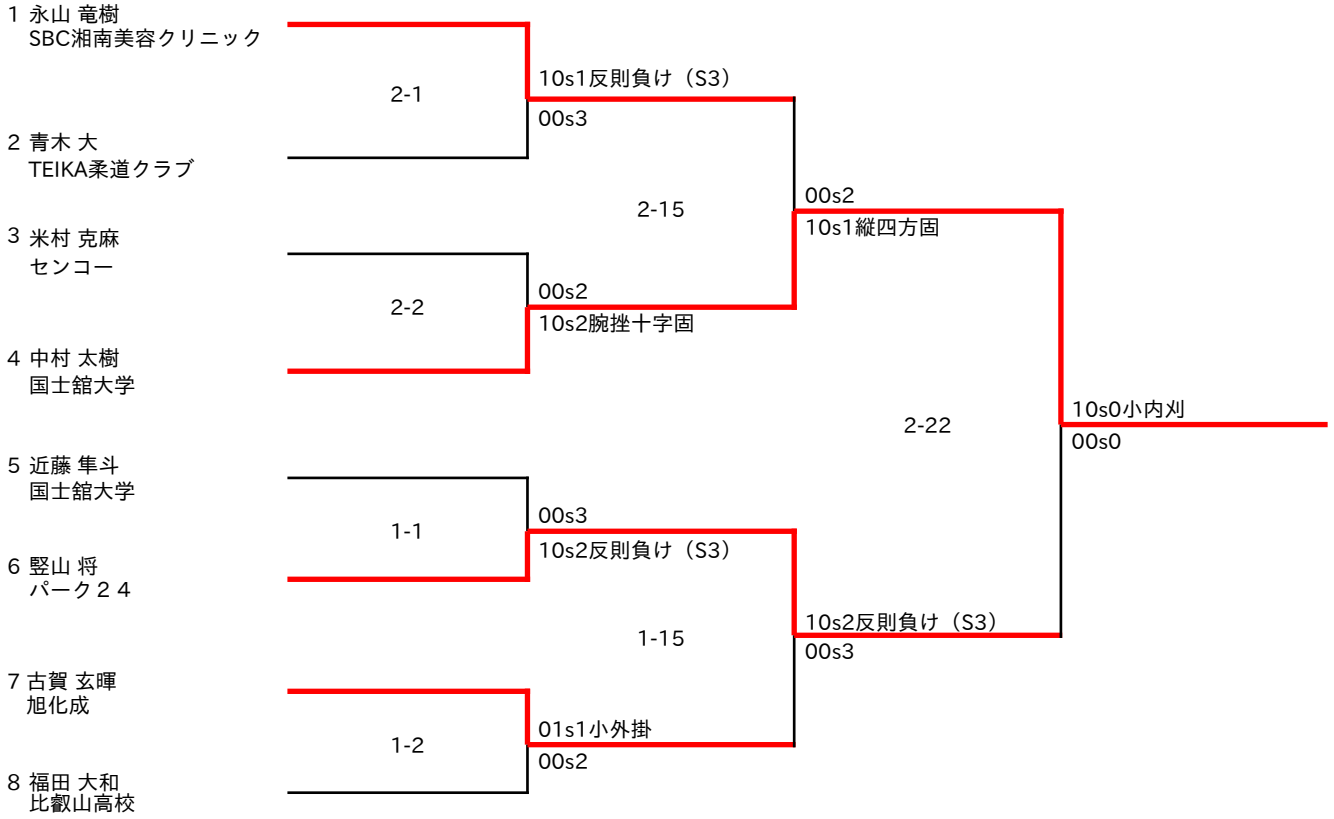 1 永山 竜樹
SBC湘南美容クリニック
2-1
10s1反則負け（S3）
00s3
2 青木 大
TEIKA柔道クラブ
2-15
00s2
10s1縦四方固
3 米村 克麻
センコー
2-2
00s2
10s2腕挫十字固
4 中村 太樹
国士舘大学
2-22
10s0小内刈
00s0
5 近藤 隼斗
国士舘大学
1-1
00s3
10s2反則負け（S3）
6 竪山 将
パーク２４
1-15
10s2反則負け（S3）
00s3
7 古賀 玄暉
旭化成
1-2
01s1小外掛
00s2
8 福田 大和
比叡山高校